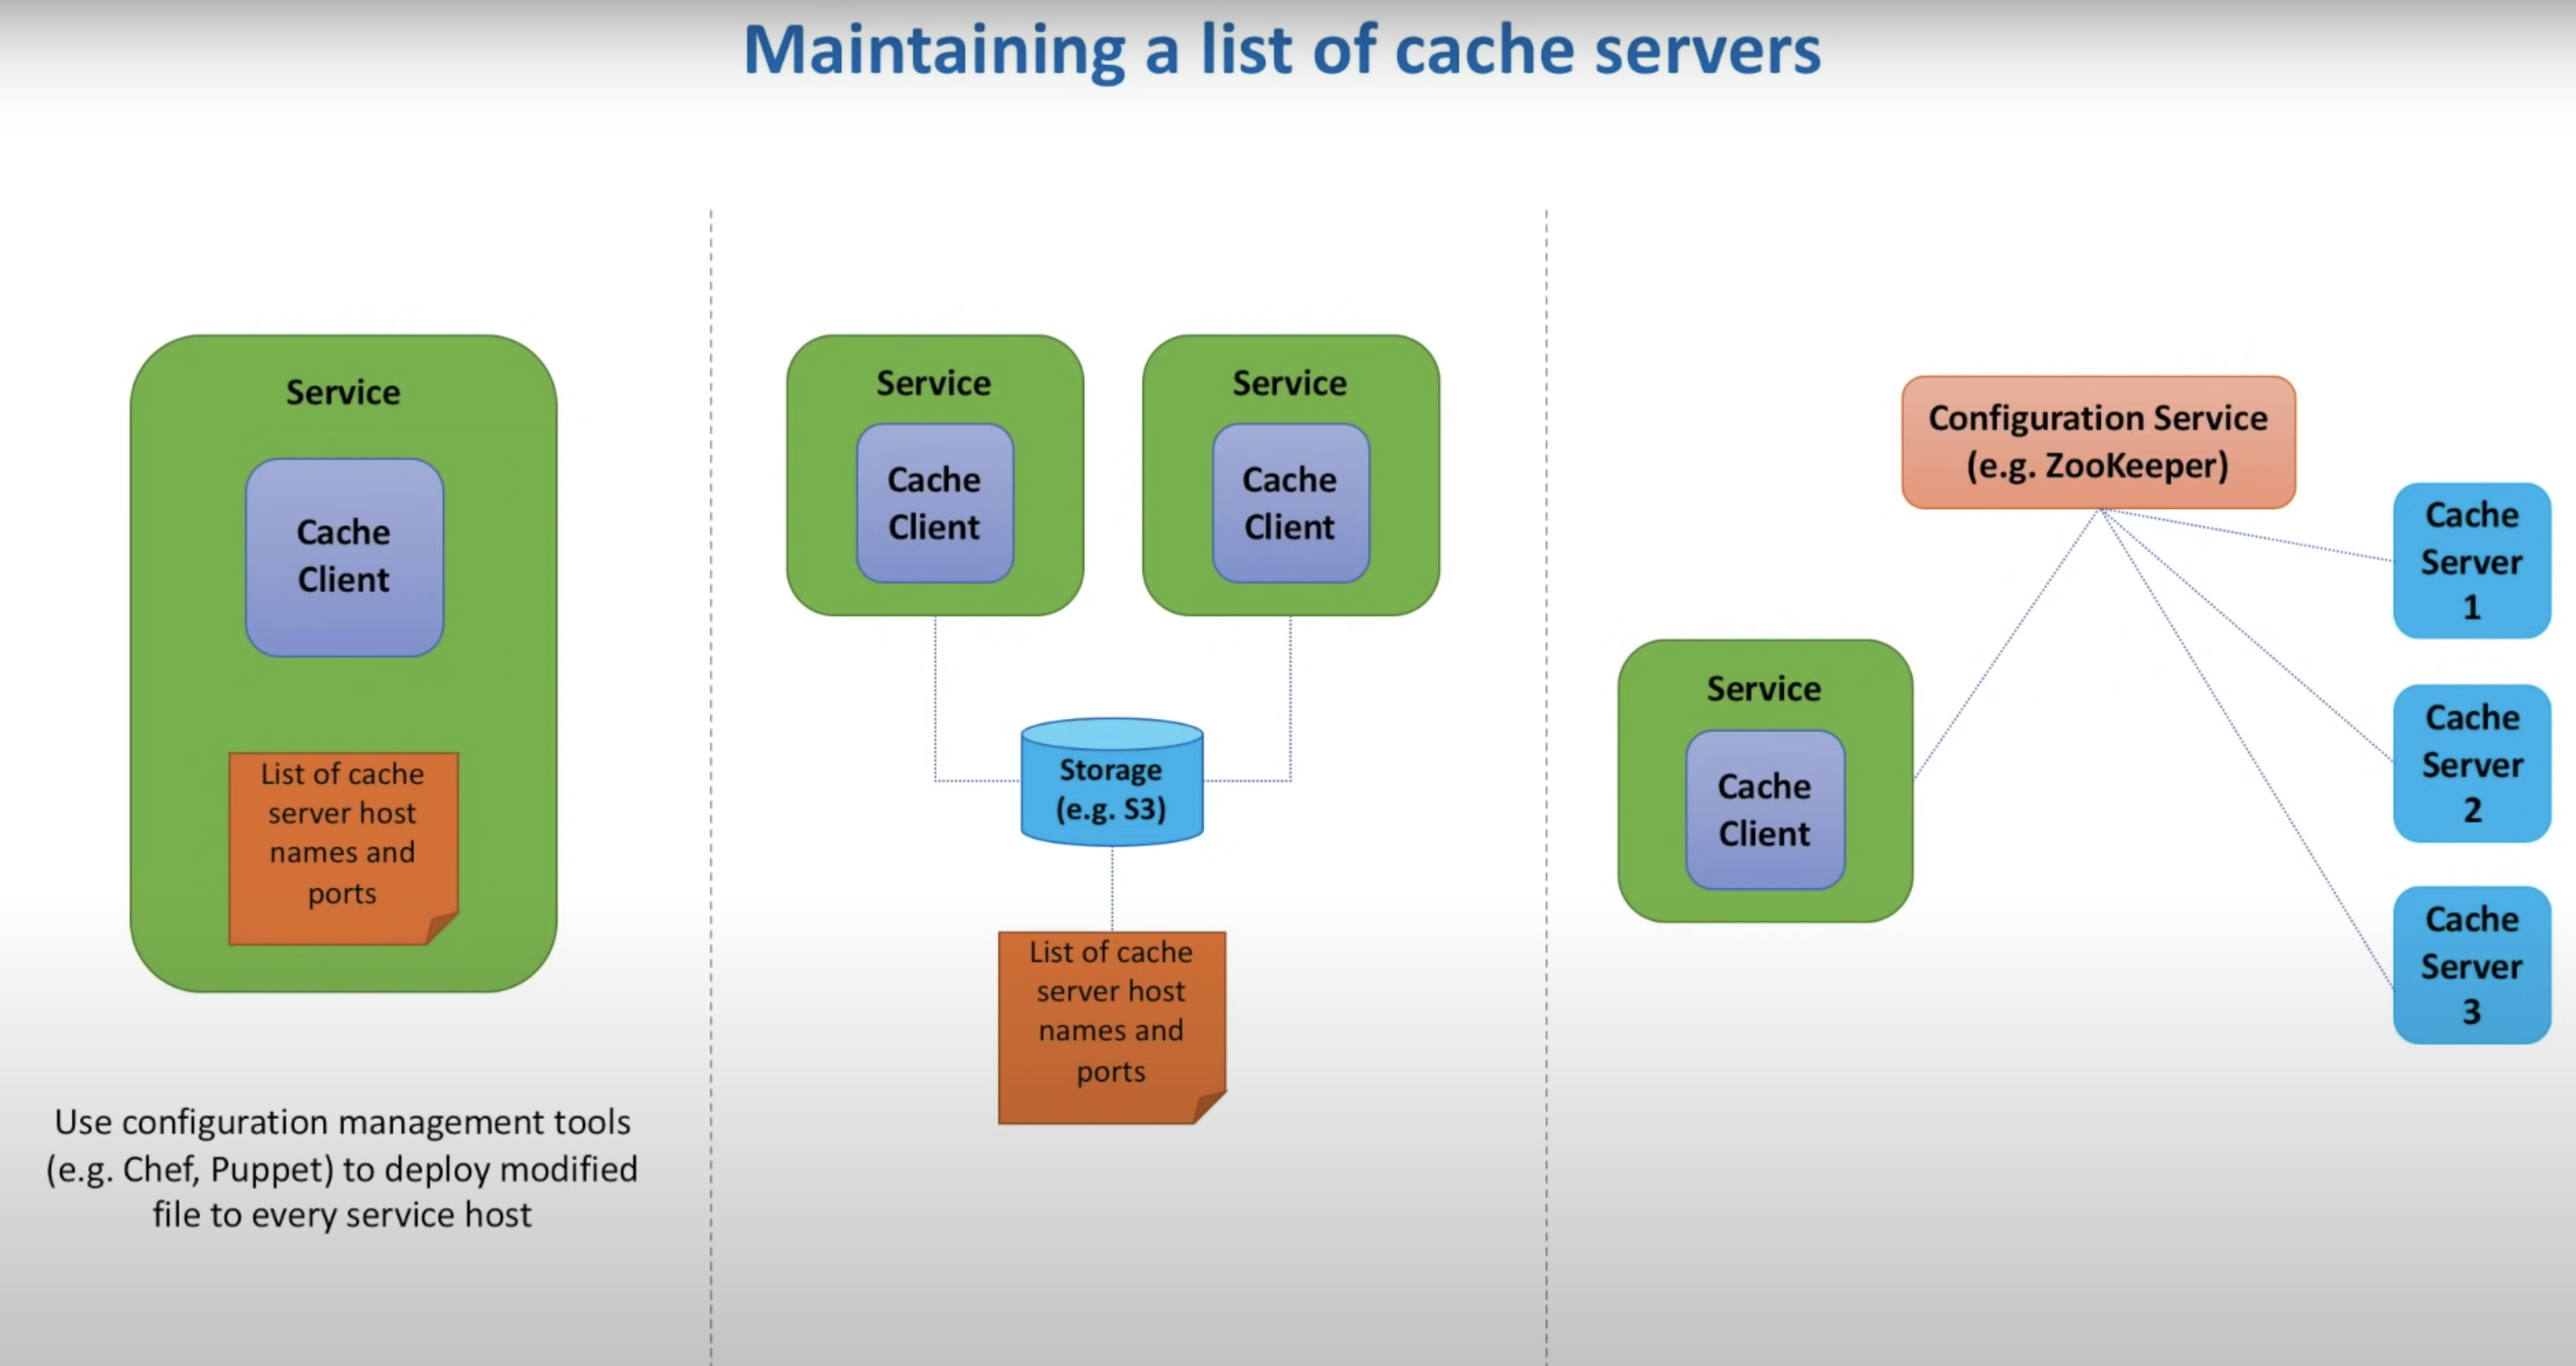 Maintaining a list of cache servers
Service
Cache
Client
List of cache
server host
names and
ports
Use configuration management tools
(e.g. Chef, Puppet) to deploy modified
file to every service host
Service
Cache
Client
Service
Cache
Client
Storage
(e.g. S3)
List of cache
server host
names and
ports
Configuration Service
(e.g. ZooKeeper)
Service
Cache
Client
Cache
Server
1
Cache
Server
2
Cache
Server
3